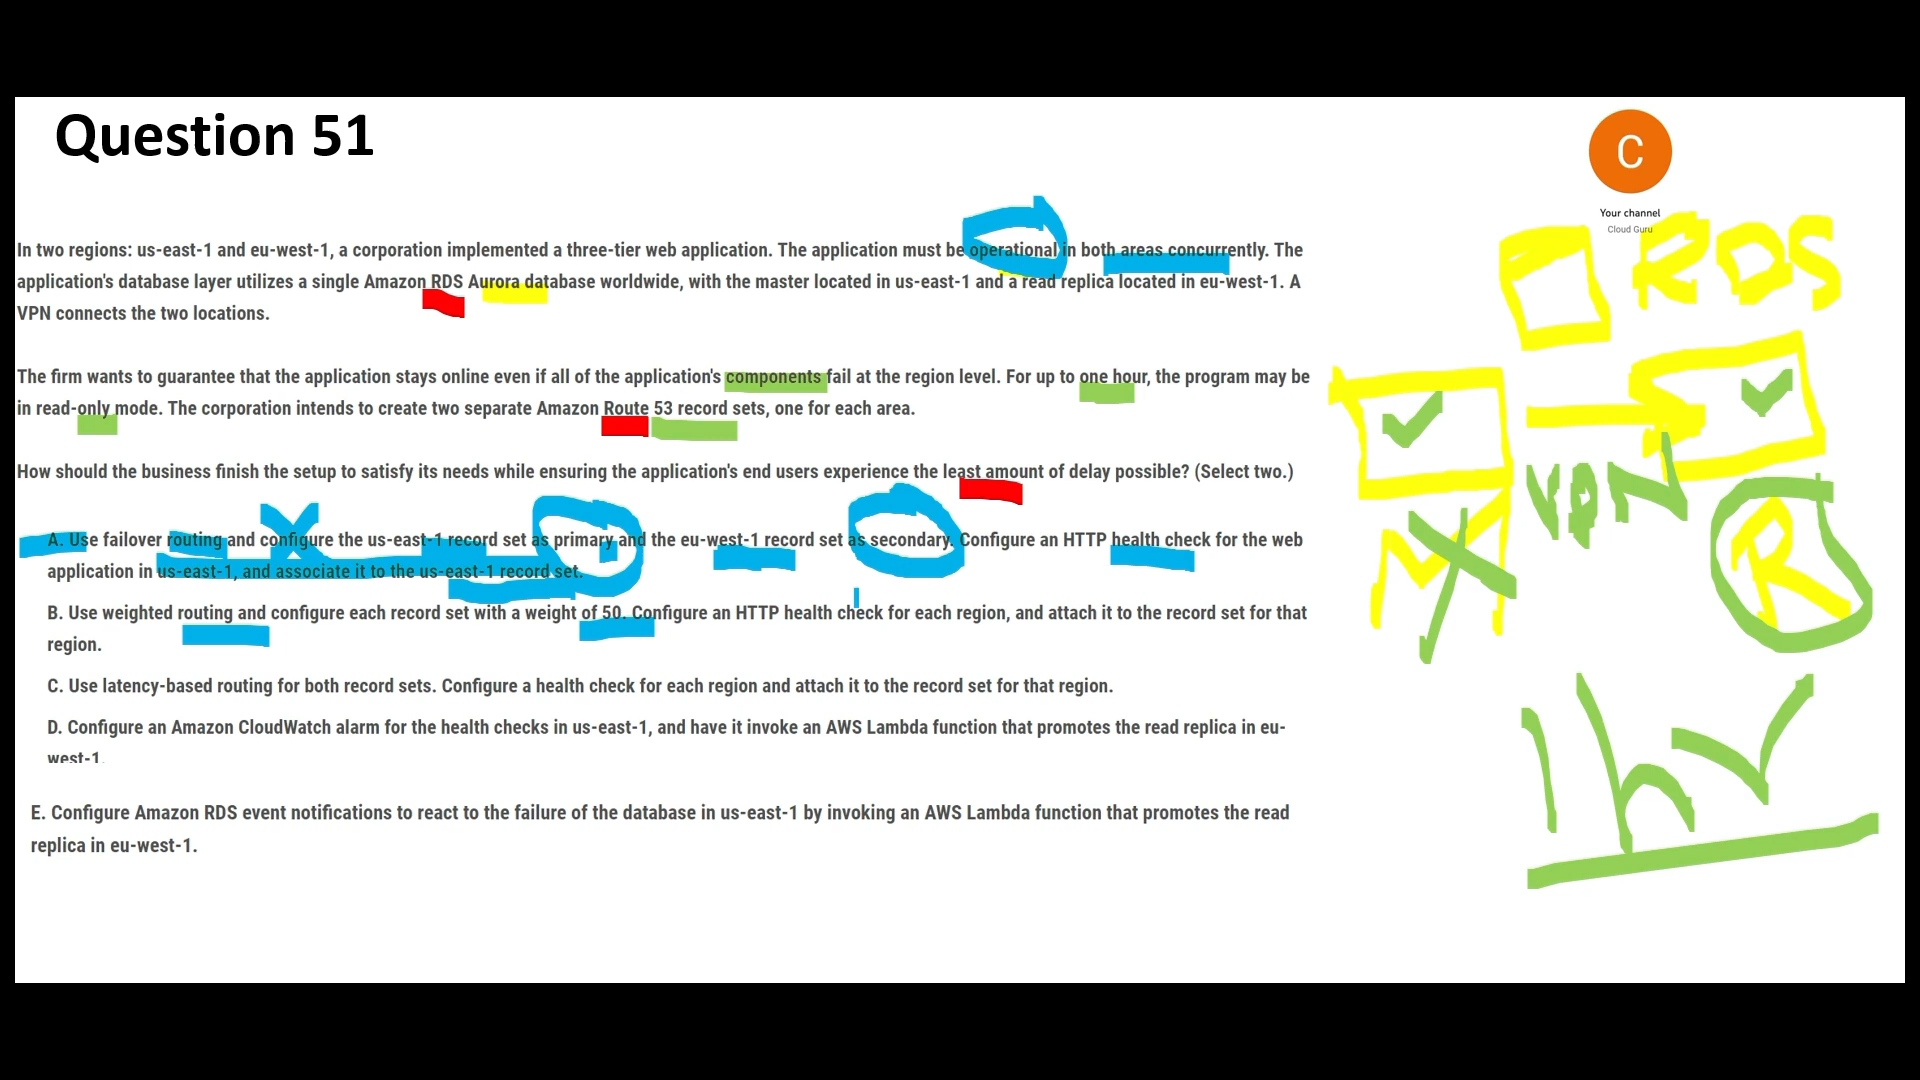 Question 51
C
Your channel
Cloud Guru
In two regions: us-east-1 and eu-west-1, a corporation implemented a three-tier web application. The application must be operational in both areas concurrently. The
application's database layer utilizes a single Amazon RDS Aurora database worldwide, with the master located in us-east-1 and a read replica located in eu-west-1. A
VPN connects the two locations.
The firm wants to guarantee that the application stays online even if all of the application's components fail at the region level. For up to one hour, the program may be
in read-only mode. The corporation intends to create two separate Amazon Route 53 record sets, one for each area.
How should the business finish the setup to satisfy its needs while ensuring the application's end users experience the least amount of delay possible? (Select two.)
A. Use failover routing and configure the us-east-1 record set as primary and the eu-west-1 record set as secondary. Configure an HTTP health check for the web
application in us-east-1, and associate it to the us-east-1 record set.
B. Use weighted routing and configure each record set with a weight of 50. Configure an HTTP health check for each region, and attach it to the record set for that
region.
C. Use latency-based routing for both record sets. Configure a health check for each region and attach it to the record set for that region.
D. Configure an Amazon CloudWatch alarm for the health checks in us-east-1, and have it invoke an AWS Lambda function that promotes the read replica in eu-
west-1.
E. Configure Amazon RDS event notifications to react to the failure of the database in us-east-1 by invoking an AWS Lambda function that promotes the read
replica in eu-west-1.
RDS
VPN
M
R
1hr